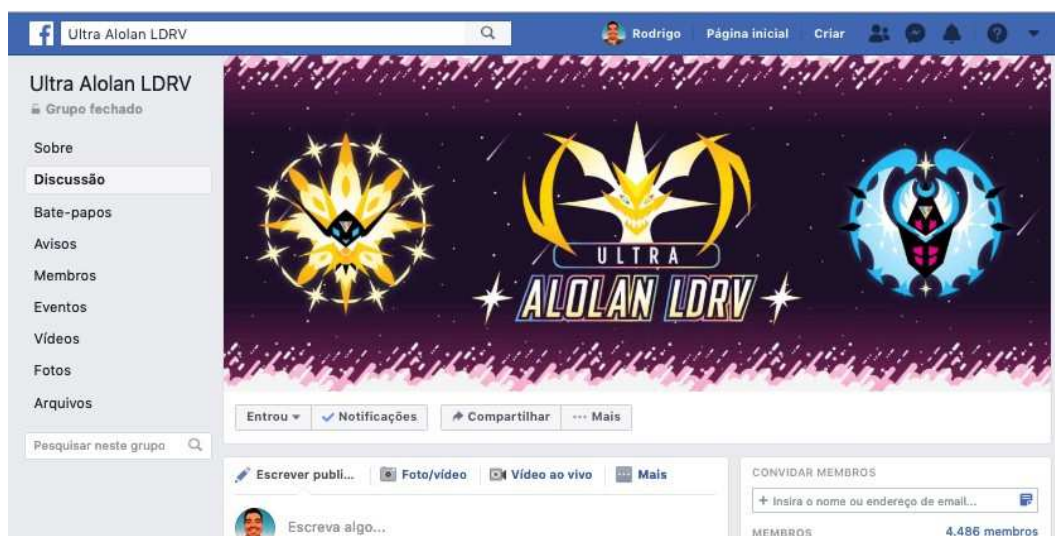 Ultra Alolan LDRV
Rodrigo Página inicial Criar
Ultra Alolan LDRV
Grupo fechado
Sobre
Discussão
Bate-papos
Avisos
Membros
Eventos
Vídeos
Fotos
Arquivos
Pesquisar neste grupo
ULTRA
ALOLAN LDRV
Entrou Notificações Compartilhar Mais
Escrever publi... Foto/vídeo Vídeo ao vivo Mais
Escreva algo...
CONVIDAR MEMBROS
+ Insira o nome ou endereço de email...
MEMBROS 4.486 membros